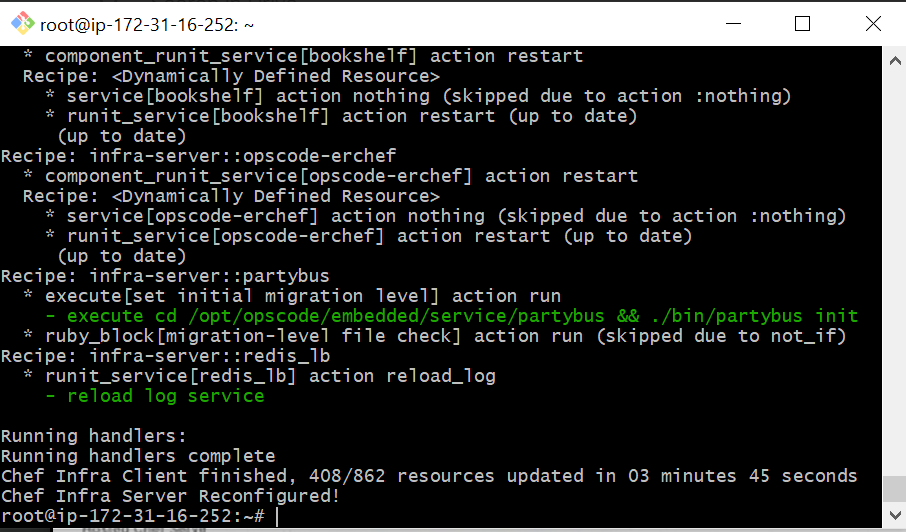 root@ip-172-31-16-252: ~
* component_runit_service[bookshelf] action restart
Recipe: <Dynamically Defined Resource>
* service[bookshelf] action nothing (skipped due to action :nothing)
* runit_service[bookshelf] action restart (up to date)
(up to date)
Recipe: infra-server::opscode-erchef
* component_runit_service[opscode-erchef] action restart
Recipe: <Dynamically Defined Resource>
* service[opscode-erchef] action nothing (skipped due to action :nothing)
* runit_service[opscode-erchef] action restart (up to date)
(up to date)
Recipe: infra-server::partybus
* execute[set initial migration level] action run
- execute cd /opt/opscode/embedded/service/partybus && ./bin/partybus init
* ruby_block[migration-level file check] action run (skipped due to not_if)
Recipe: infra-server::redis_lb
* runit_service[redis_lb] action reload_log
- reload log service
Running handlers:
Running handlers complete
Chef Infra Client finished, 408/862 resources updated in 03 minutes 45 seconds
Chef Infra Server Reconfigured!
root@ip-172-31-16-252:~#